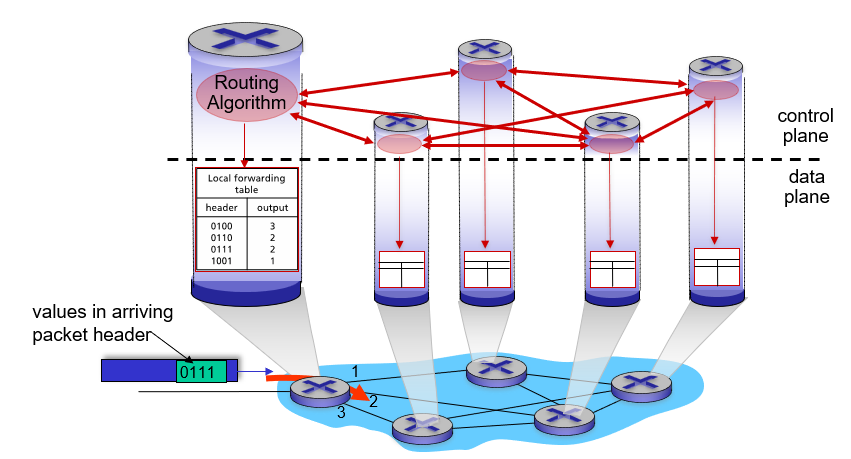 Routing
Algorithm
control
plane
data
plane
Local forwarding
table
header output
0100 3
0110 2
0111 2
1001 1
values in arriving
packet header
0111
1
2
3